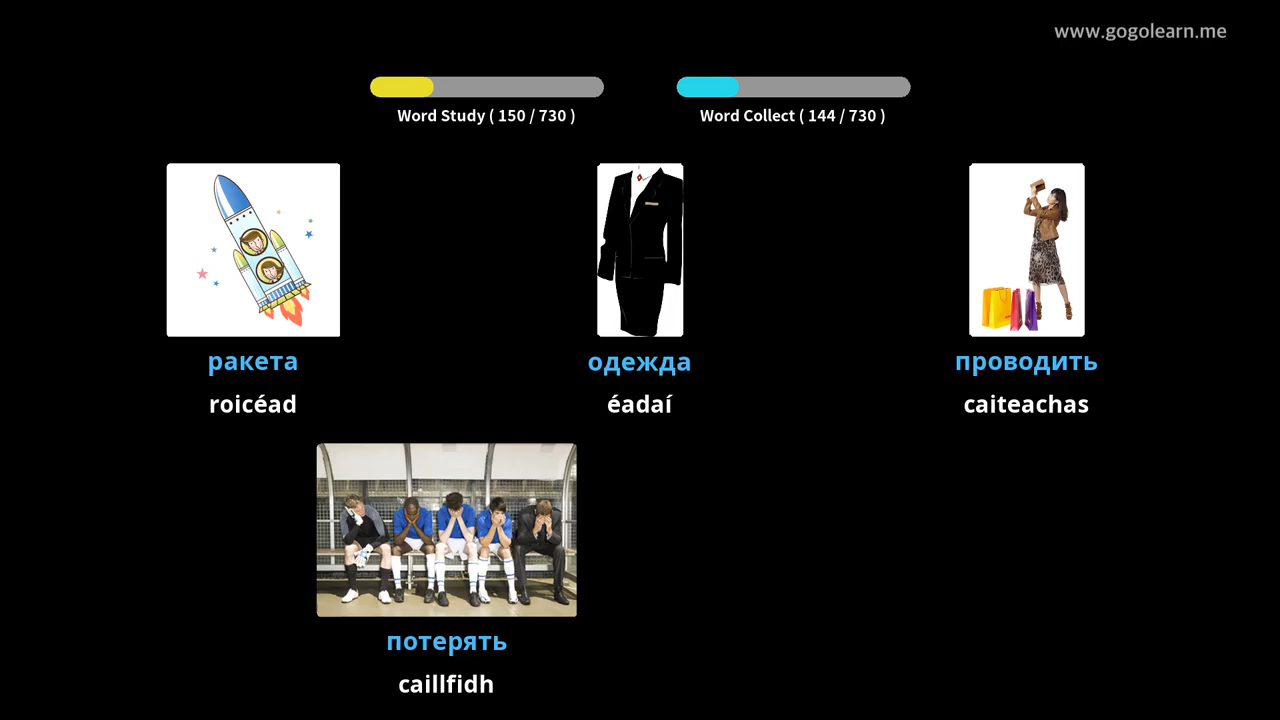 www.gogolearn.me
Word Study ( 150 / 730 )
Word Collect ( 144 / 730 )
ракета
одежда
проводить
roicéad
éadaí
caiteachas
потерять
caillfidh